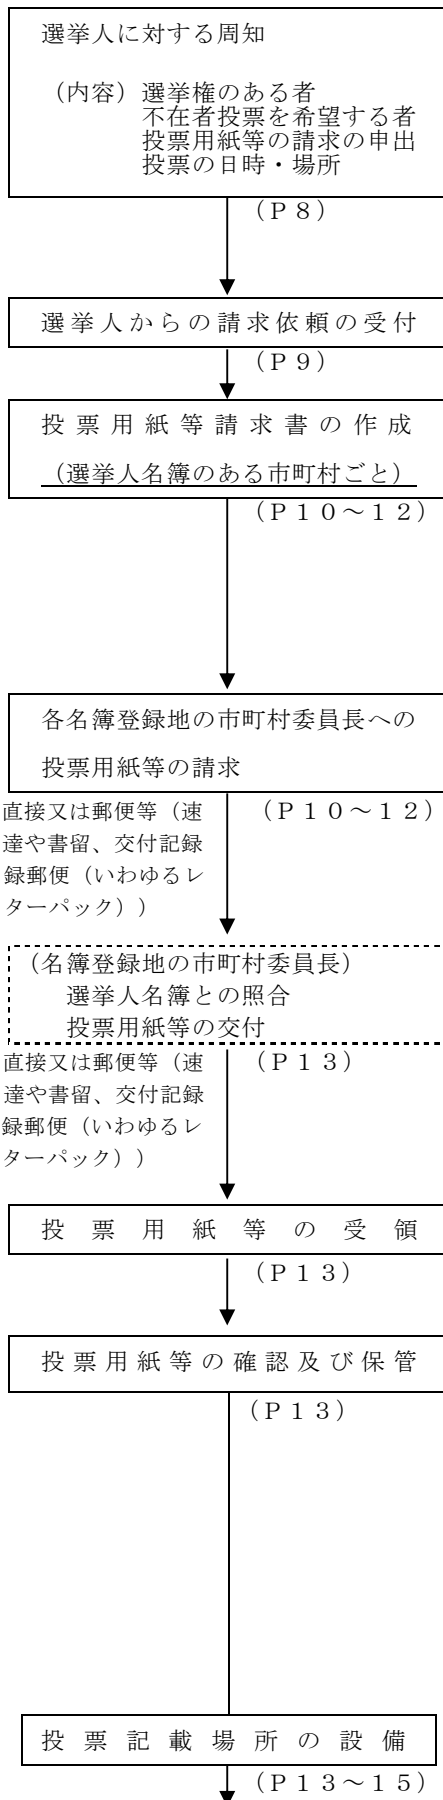 選挙人に対する周知
（内容）選挙権のある者
不在者投票を希望する者
投票用紙等の請求の申出
投票の日時・場所
（Ｐ８）
選挙人からの請求依頼の受付
（Ｐ９）
投票用紙等請求書の作成
（選挙人名簿のある市町村ごと）
（Ｐ１０～１２）
各名簿登録地の市町村委員長への
投票用紙等の請求
（Ｐ１０～１２）
直接又は郵便等（速
達や書留、交付記録
録郵便（いわゆるレ
ターパック））
（名簿登録地の市町村委員長）
選挙人名簿との照合
投票用紙等の交付
（Ｐ１３）
直接又は郵便等（速
達や書留、交付記録
録郵便（いわゆるレ
ターパック））
投票用紙等の受領
（Ｐ１３）
投票用紙等の確認及び保管
（Ｐ１３）
投票記載場所の設備
（Ｐ１３～１５）